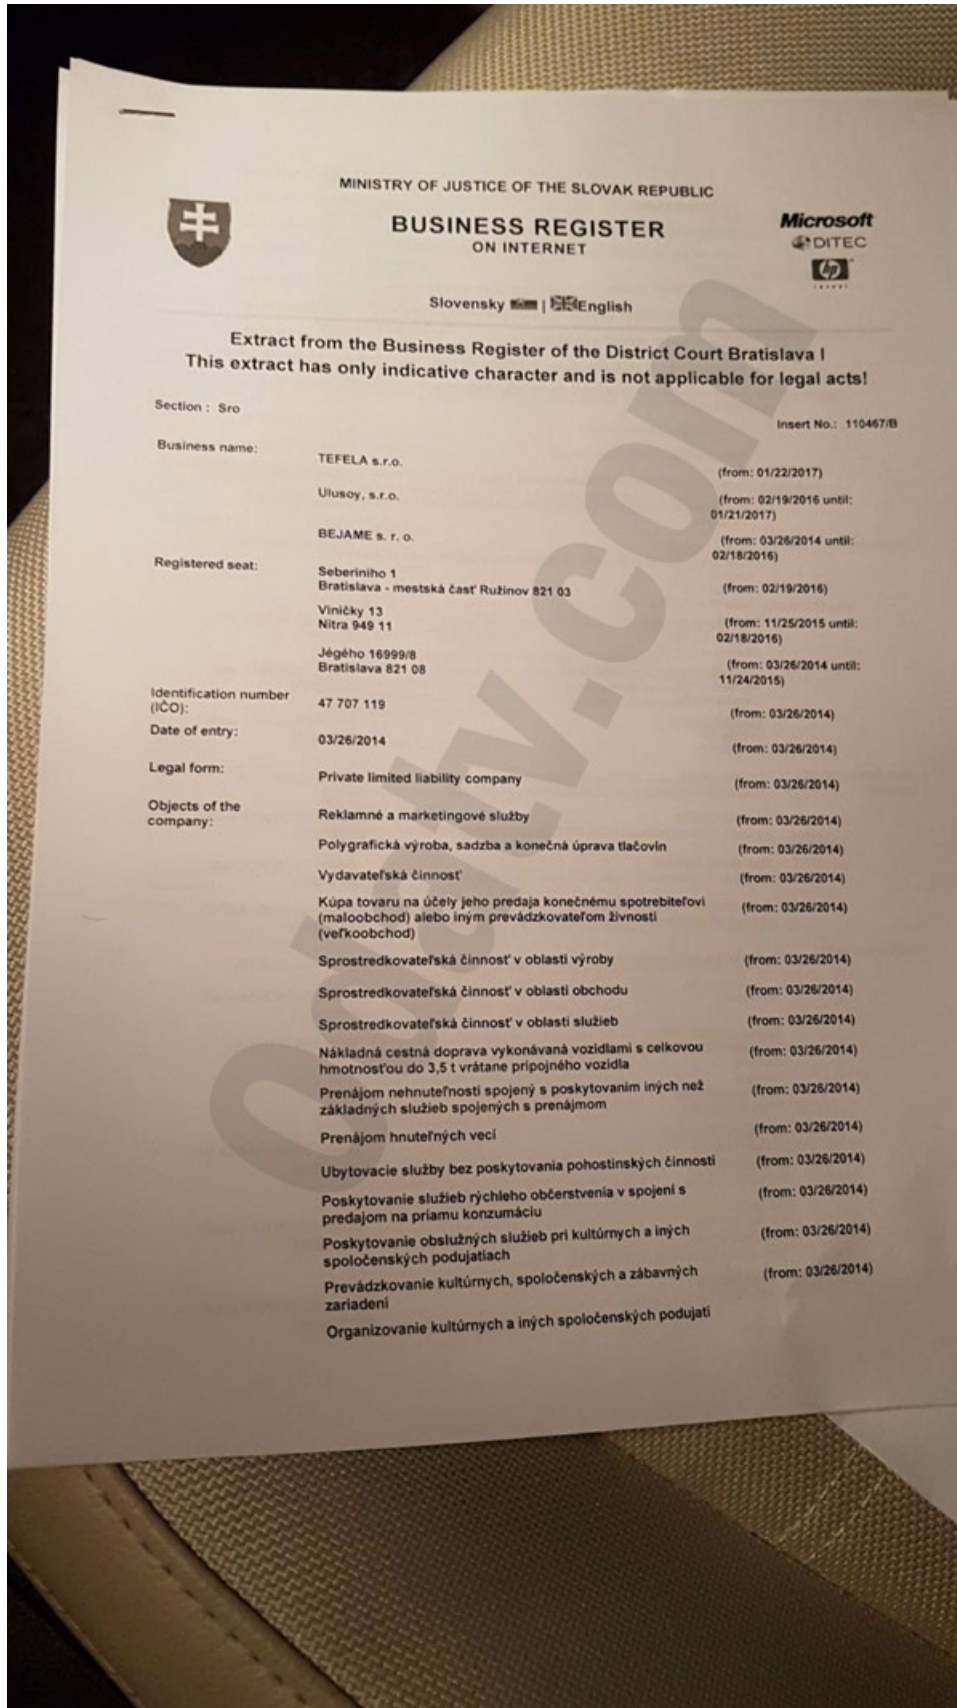 MINISTRY OF JUSTICE OF THE SLOVAK REPUBLIC
BUSINESS REGISTER
ON INTERNET
Microsoft
DITEC
hp
invent
Slovensky | English
Extract from the Business Register of the District Court Bratislava I
This extract has only indicative character and is not applicable for legal acts!
Section : Sro
Insert No.: 110467/B
Business name:
TEFELA s.r.o.
(from: 01/22/2017)
Ulusoy, s.r.o.
(from: 02/19/2016 until:
01/21/2017)
BEJAME s. r. o.
(from: 03/26/2014 until:
02/18/2016)
Registered seat:
Seberíniho 1
Bratislava - mestská časť Ružinov 821 03
(from: 02/19/2016)
Viničky 13
Nitra 949 11
(from: 11/25/2015 until:
02/18/2016)
Jégého 16999/8
Bratislava 821 08
(from: 03/26/2014 until:
11/24/2015)
Identification number
(IČO):
47 707 119
(from: 03/26/2014)
Date of entry:
03/26/2014
(from: 03/26/2014)
Legal form:
Private limited liability company
(from: 03/26/2014)
Objects of the
company:
Reklamné a marketingové služby
(from: 03/26/2014)
Polygrafická výroba, sadzba a konečná úprava tlačovín
(from: 03/26/2014)
Vydavateľská činnosť
(from: 03/26/2014)
Kúpa tovaru na účely jeho predaja konečnému spotrebiteľovi
(maloobchod) alebo iným prevádzkovateľom živnosti
(veľkoobchod)
(from: 03/26/2014)
Sprostredkovateľská činnosť v oblasti výroby
(from: 03/26/2014)
Sprostredkovateľská činnosť v oblasti obchodu
(from: 03/26/2014)
Sprostredkovateľská činnosť v oblasti služieb
(from: 03/26/2014)
Nákladná cestná doprava vykonávaná vozidlami s celkovou
hmotnosťou do 3,5 t vrátane prípojného vozidla
(from: 03/26/2014)
Prenájom nehnuteľností spojený s poskytovaním iných než
základných služieb spojených s prenájmom
(from: 03/26/2014)
Prenájom hnuteľných vecí
(from: 03/26/2014)
Ubytovacie služby bez poskytovania pohostinských činností
(from: 03/26/2014)
Poskytovanie služieb rýchleho občerstvenia v spojení s
predajom na priamu konzumáciu
(from: 03/26/2014)
Poskytovanie obslužných služieb pri kultúrnych a iných
spoločenských podujatiach
(from: 03/26/2014)
Prevádzkovanie kultúrnych, spoločenských a zábavných
zariadení
(from: 03/26/2014)
Organizovanie kultúrnych a iných spoločenských podujatí
Odatv.com